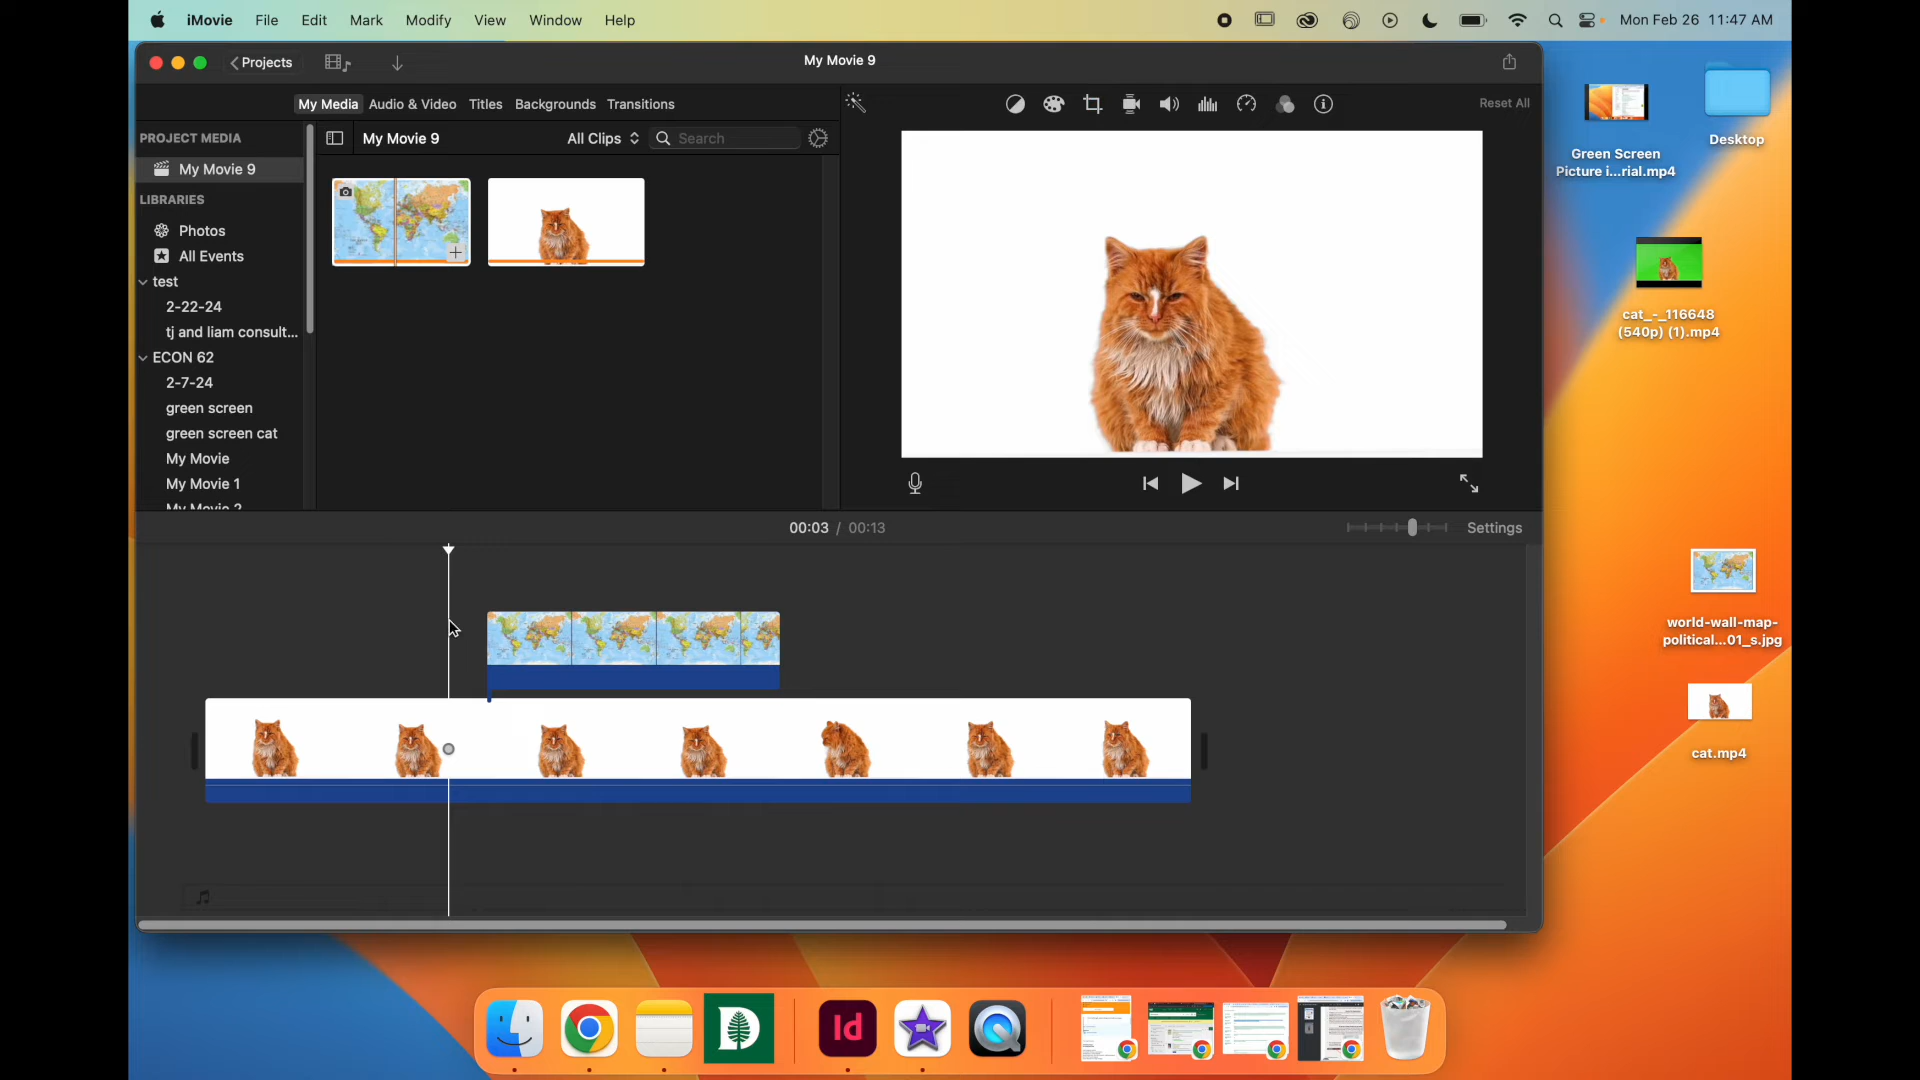 iMovie File Edit Mark Modify View Window Help Mon Feb 26 11:47 AM
Projects My Movie 9
My Media Audio & Video Titles Backgrounds Transitions Reset All
PROJECT MEDIA My Movie 9 All Clips Search
My Movie 9
LIBRARIES
Photos
All Events
test
2-22-24
tj and liam consult...
ECON 62
2-7-24
green screen
green screen cat
My Movie
My Movie 1
My Movie 2
00:03 / 00:13 Settings
Green Screen
Picture i...rial.mp4
Desktop
cat_-_116648
(540p) (1).mp4
world-wall-map-
political...01_s.jpg
cat.mp4
D Id